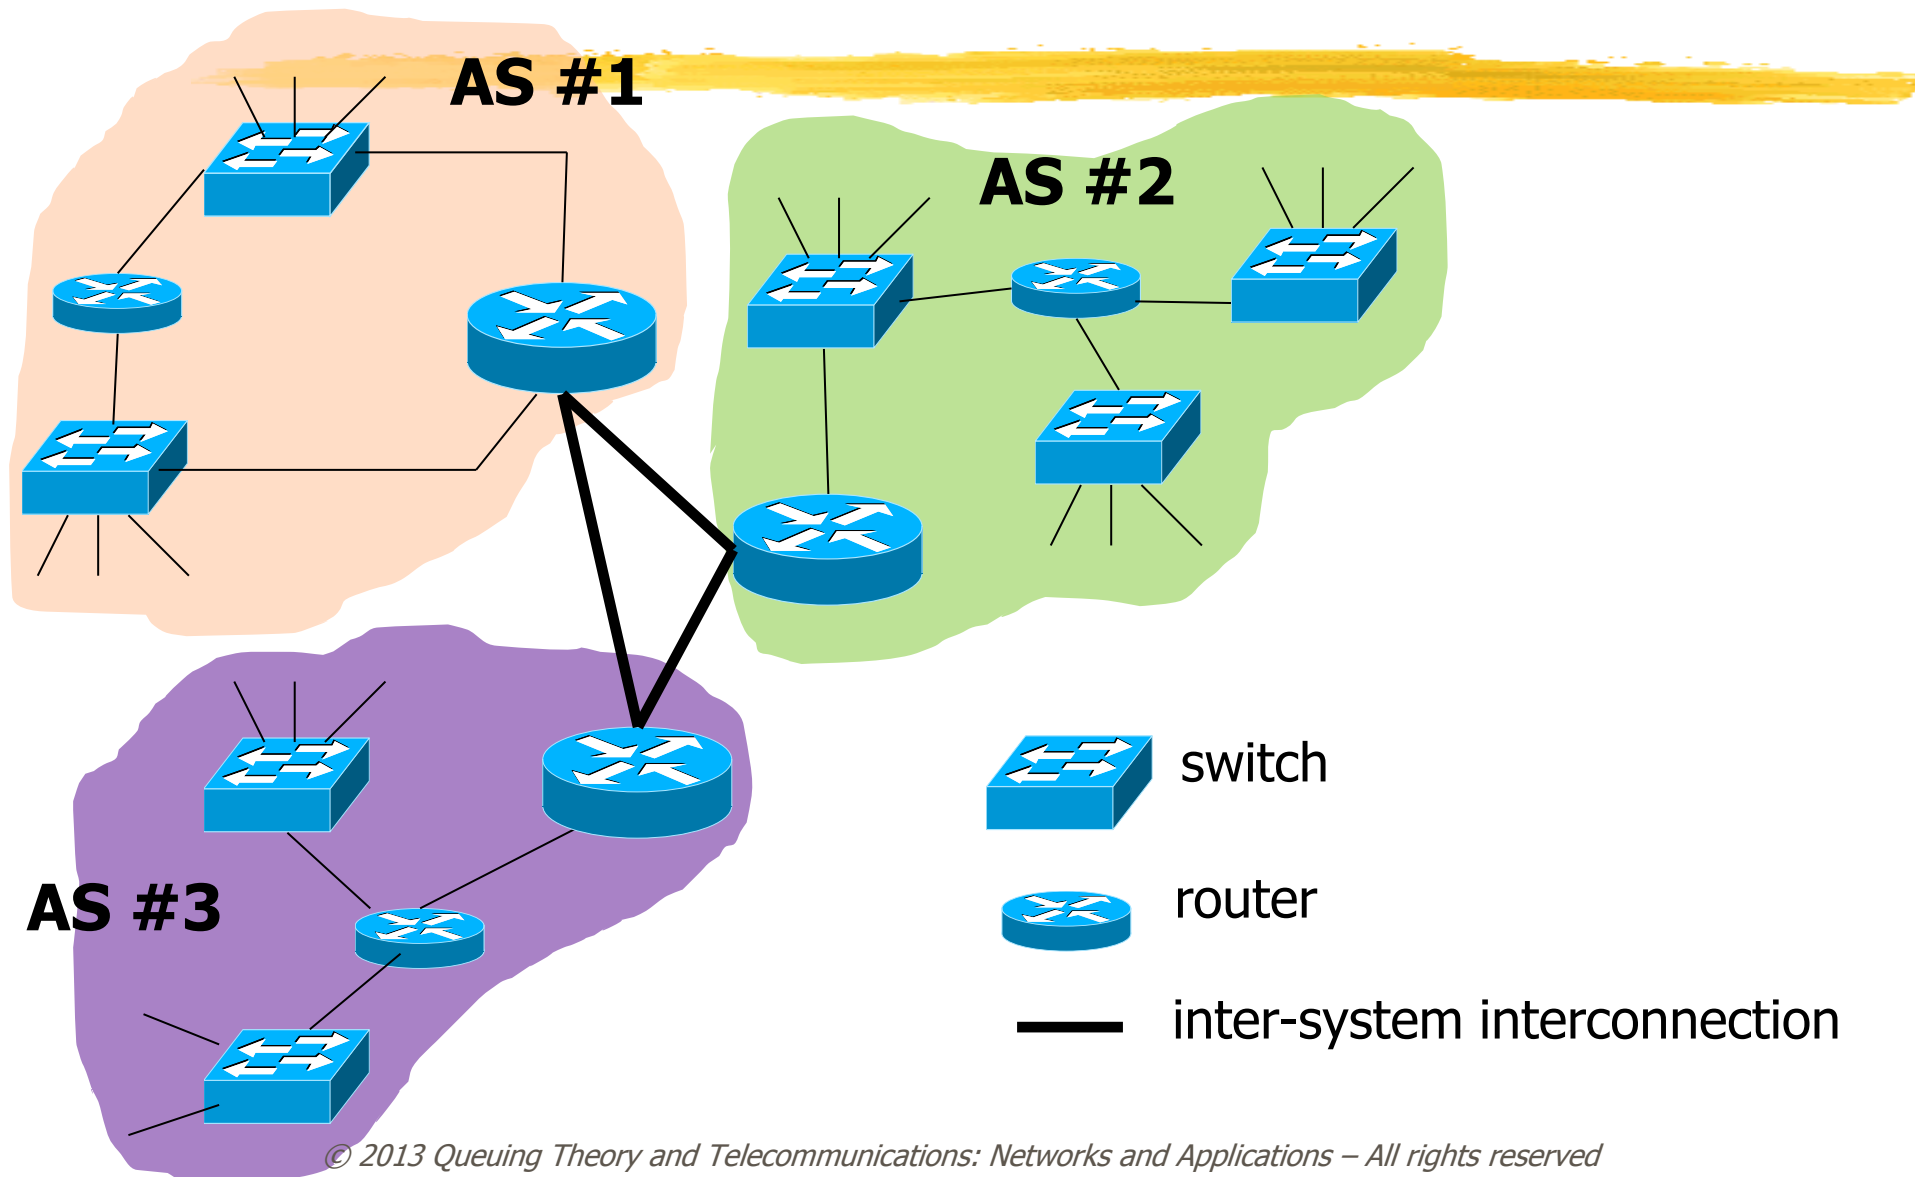 AS #1
AS #2
AS #3
switch
router
inter-system interconnection
© 2013 Queuing Theory and Telecommunications: Networks and Applications – All rights reserved